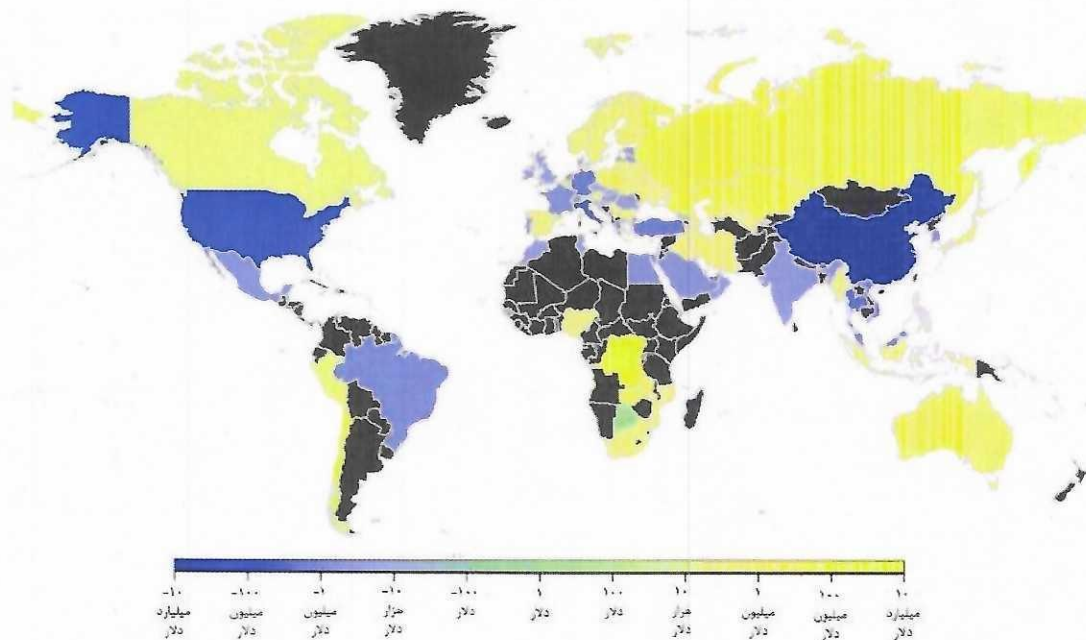 ۱۰ ۱۰۰ ۱ ۱۰ ۱۰۰ ۱ -۱۰۰ -۱۰ -۱ -۱۰۰ -۱۰
میلیارد میلیون میلیون هزار دلار دلار دلار هزار میلیون میلیون میلیارد
دلار دلار دلار دلار دلار دلار دلار دلار